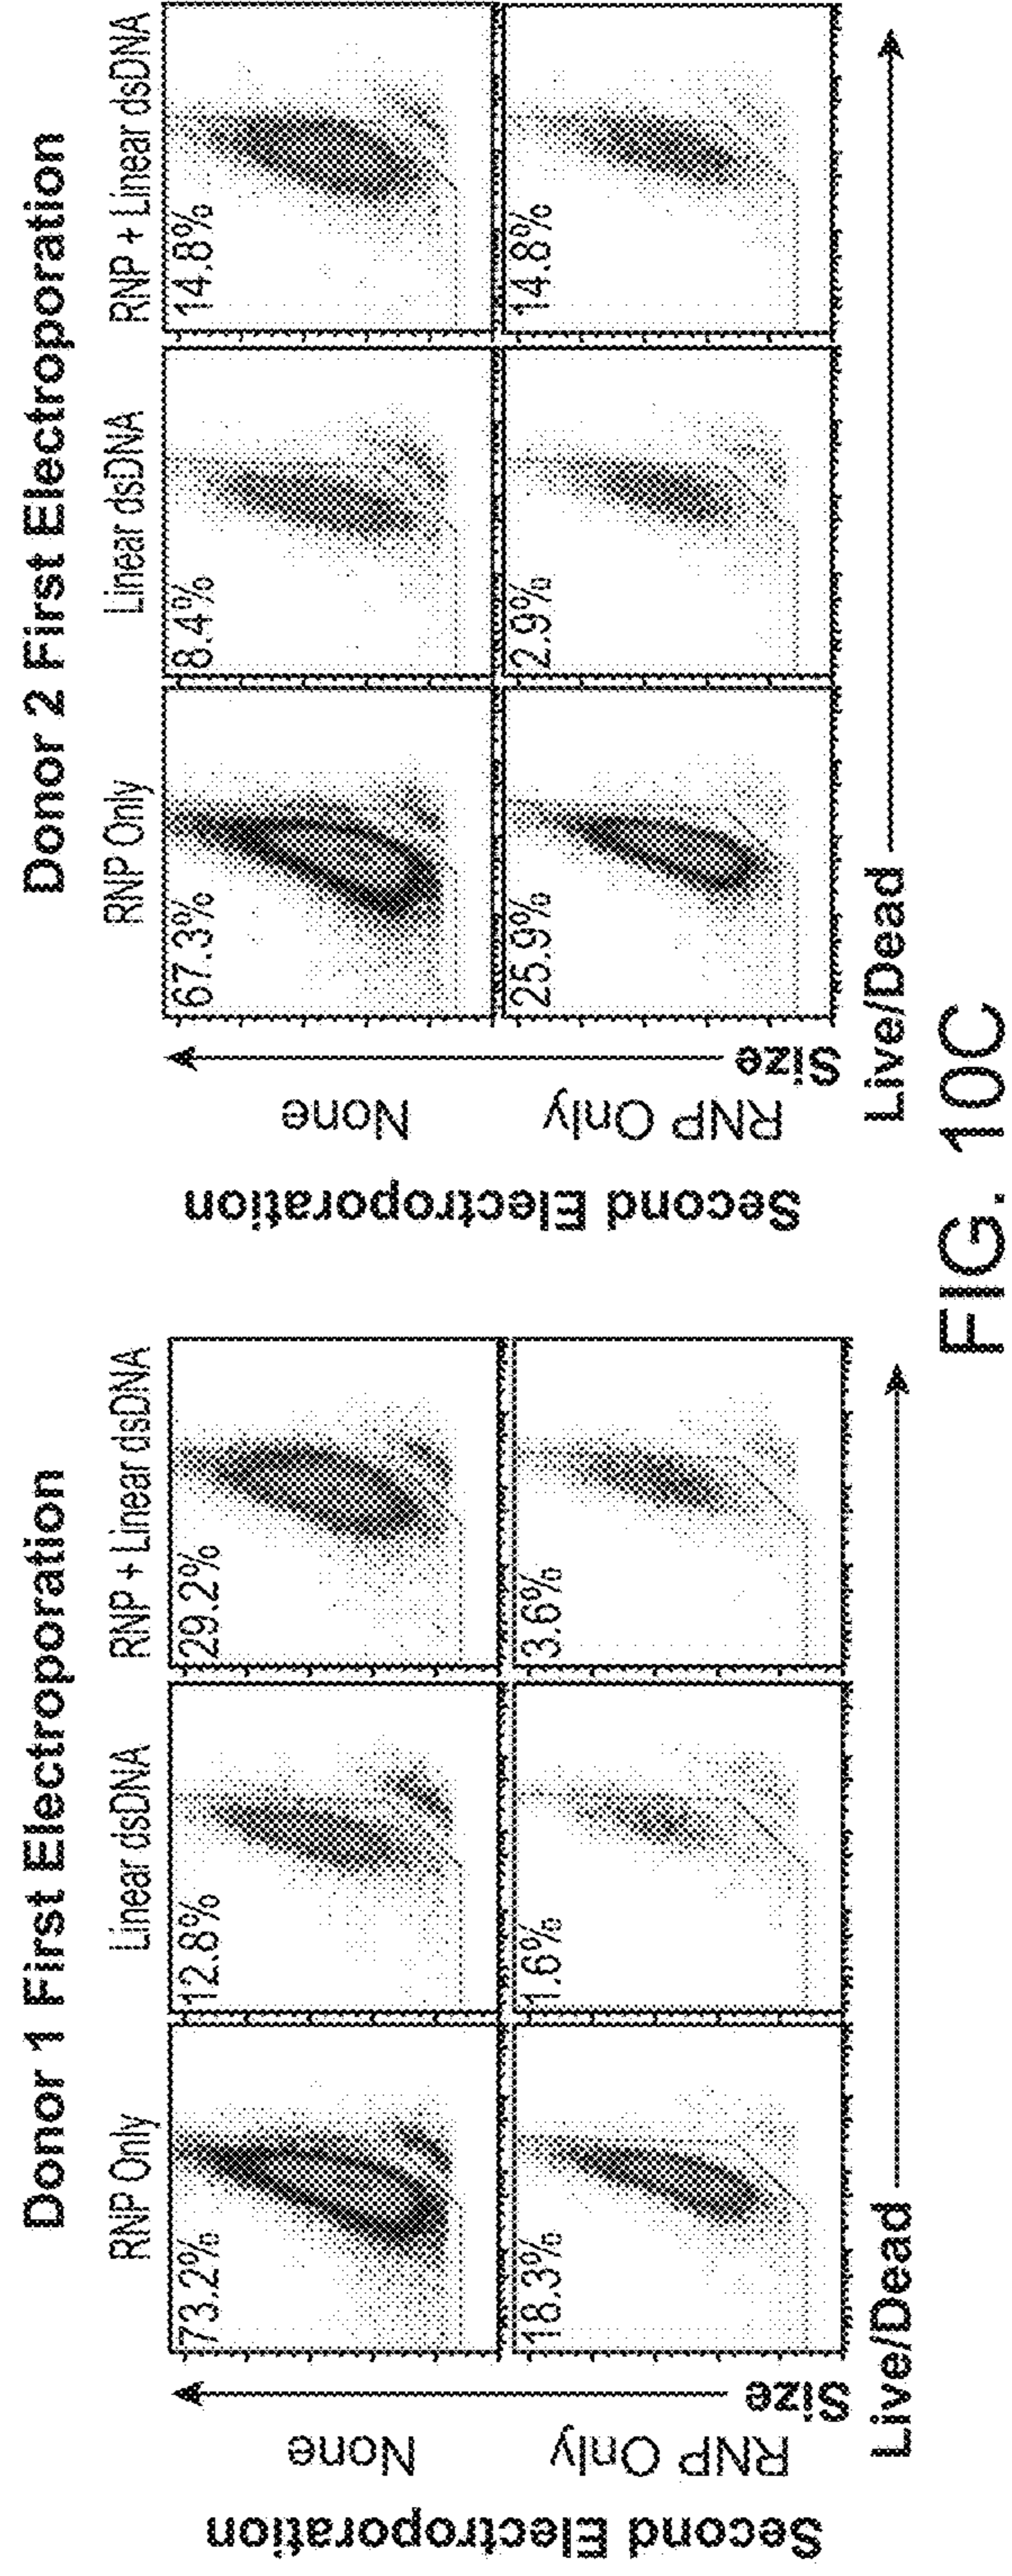 Donor 1 First Electroporation
RNP Only
Linear dsDNA
RNP + Linear dsDNA
Second Electroporation
None
RNP Only
Size
73.2%
12.8%
29.2%
18.3%
1.6%
3.6%
Live/Dead
Donor 2 First Electroporation
RNP Only
Linear dsDNA
RNP + Linear dsDNA
Second Electroporation
None
RNP Only
Size
67.3%
8.4%
14.8%
25.9%
2.9%
14.8%
Live/Dead
FIG. 10C